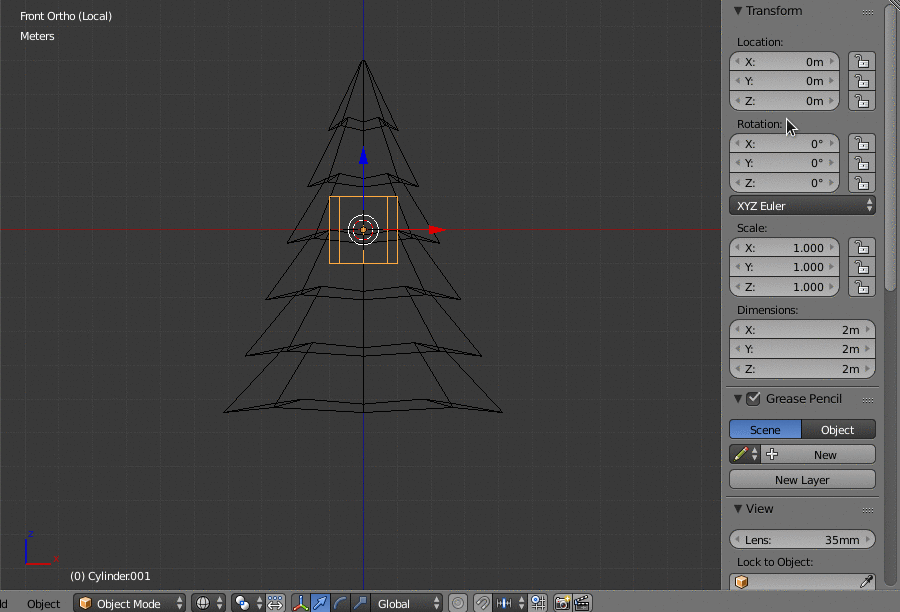 Front Ortho (Local)
Meters
(0) Cylinder.001
z
Transform
Location:
X: 0m
Y: 0m
Z: 0m
Rotation:
X: 0°
Y: 0°
Z: 0°
XYZ Euler
Scale:
X: 1.000
Y: 1.000
Z: 1.000
Dimensions:
X: 2m
Y: 2m
Z: 2m
Grease Pencil
Scene Object
New
New Layer
View
Lens: 35mm
Lock to Object:
Object Object Mode Global